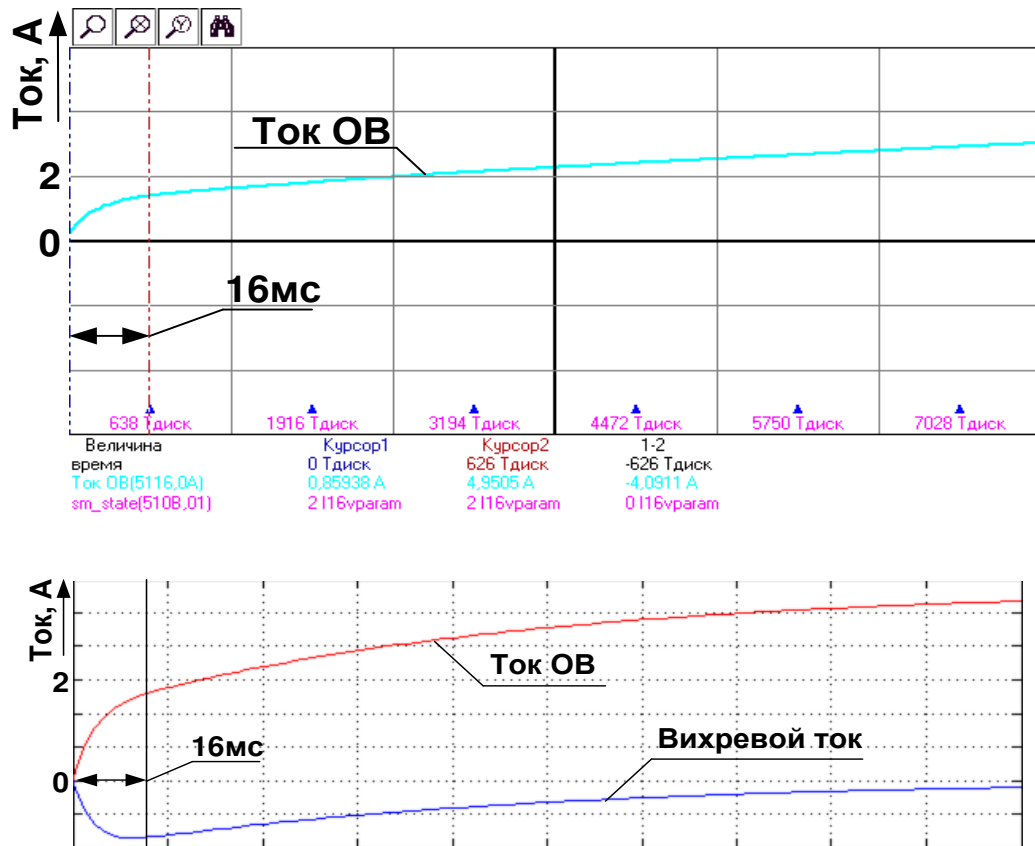 Ток, А
Ток ОВ
2
0
16мс
638 Тдиск 1916 Тдиск 3194 Тдиск 4472 Тдиск 5750 Тдиск 7028 Тдиск
Величина Курсор1 Курсор2 1-2
время 0 Тдиск 626 Тдиск -626 Тдиск
Ток ОВ(5116,0А) 0,85938 А 4,9505 А -4,0911 А
sm_state(510B,01) 2 I16vparam 2 I16vparam 0 I16vparam
Ток, А
Ток ОВ
2
Вихревой ток
16мс
0